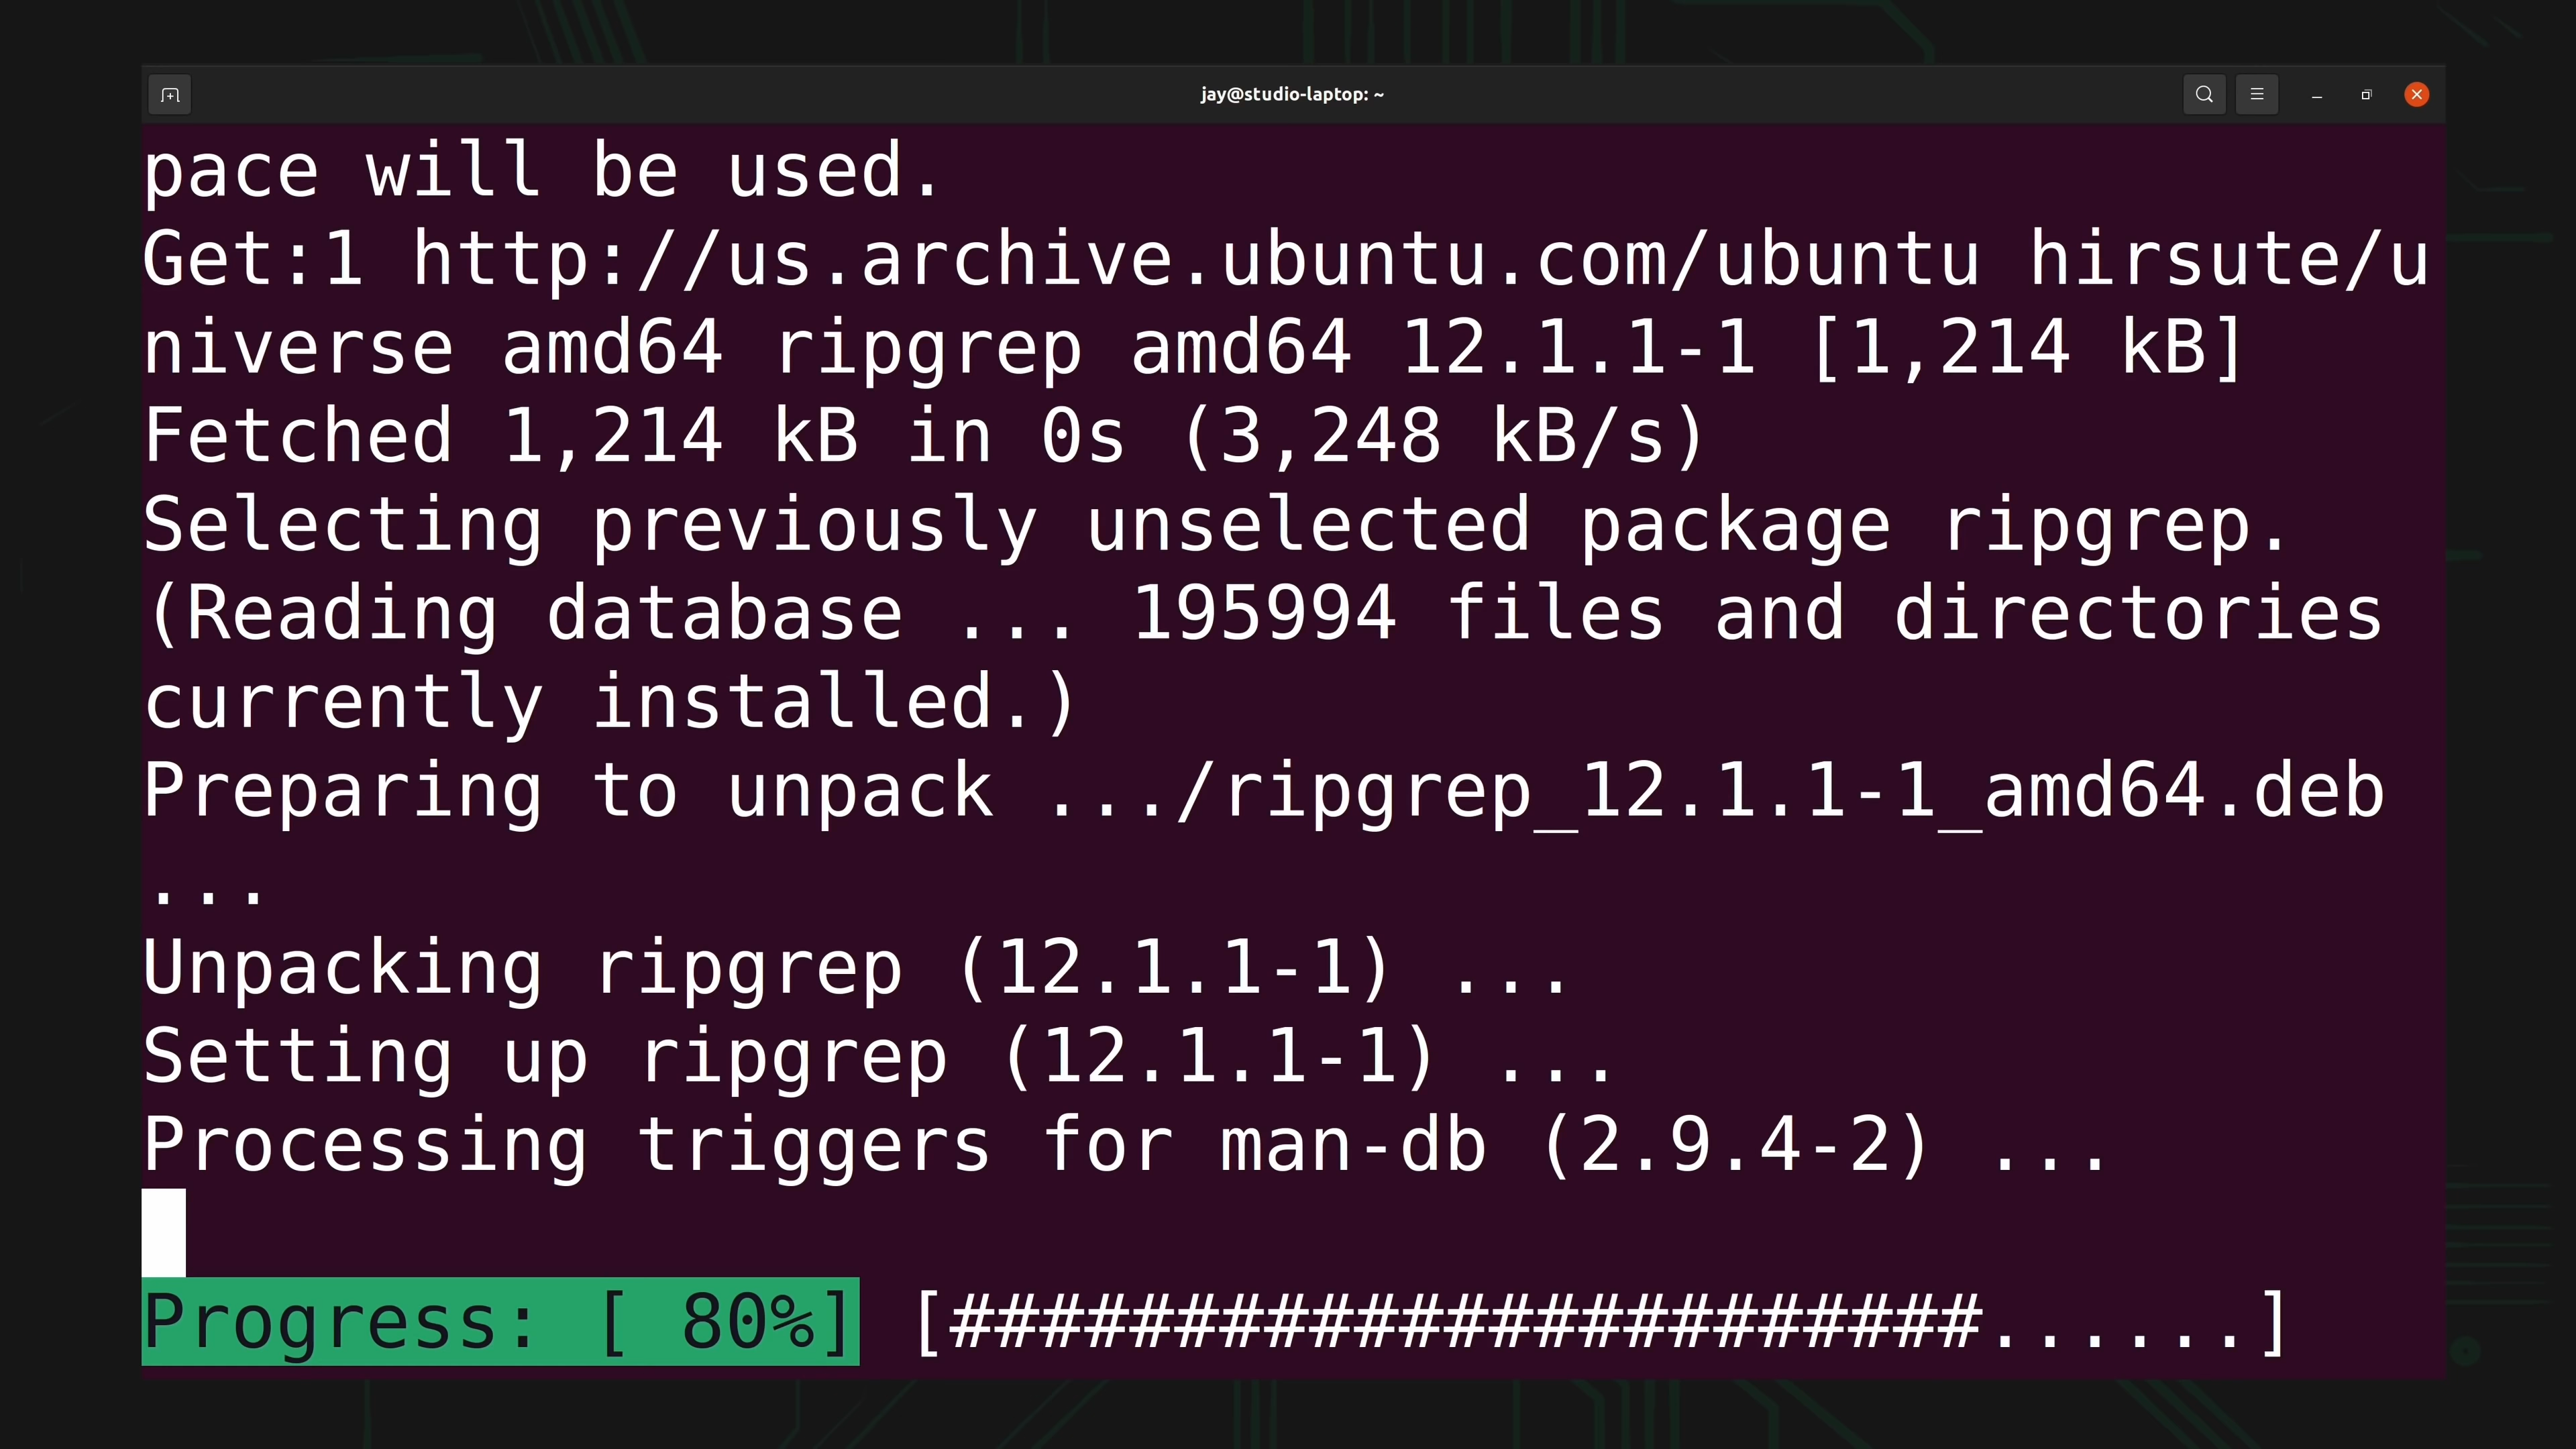 jay@studio-laptop: ~
pace will be used.
Get:1 http://us.archive.ubuntu.com/ubuntu hirsute/u
niverse amd64 ripgrep amd64 12.1.1-1 [1,214 kB]
Fetched 1,214 kB in 0s (3,248 kB/s)
Selecting previously unselected package ripgrep.
(Reading database ... 195994 files and directories
currently installed.)
Preparing to unpack .../ripgrep_12.1.1-1_amd64.deb
...
Unpacking ripgrep (12.1.1-1) ...
Setting up ripgrep (12.1.1-1) ...
Processing triggers for man-db (2.9.4-2) ...
Progress: [ 80%] [#######################......]